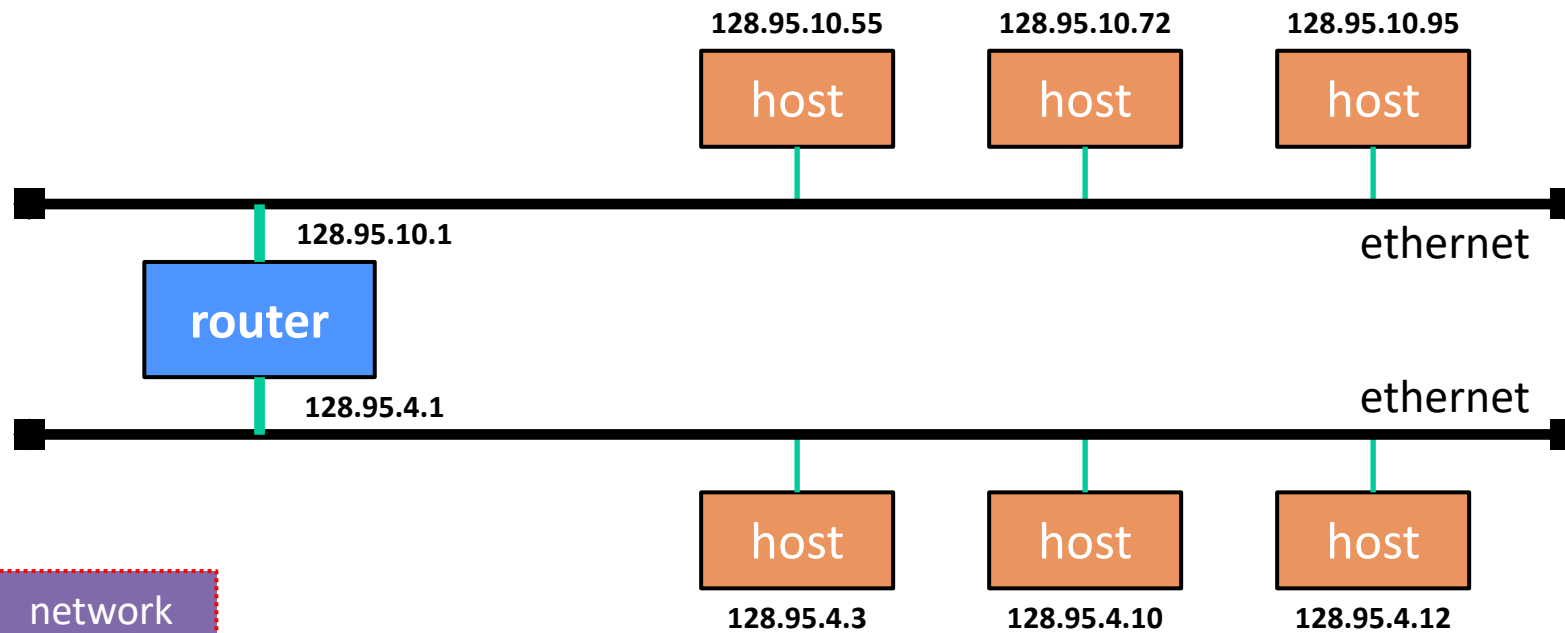 128.95.10.55 128.95.10.72 128.95.10.95
host host host
ethernet
128.95.10.1
router
128.95.4.1
ethernet
host host host
128.95.4.3 128.95.4.10 128.95.4.12
network